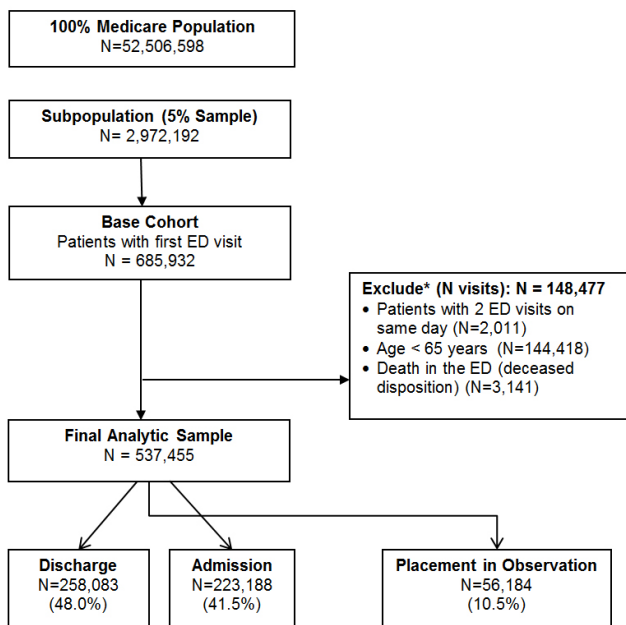 100% Medicare Population
N=52,506,598
Subpopulation (5% Sample)
N= 2,972,192
Base Cohort
Patients with first ED visit
N = 685,932
Exclude* (N visits): N = 148,477
• Patients with 2 ED visits on
same day (N=2,011)
• Age < 65 years (N=144,418)
• Death in the ED (deceased
disposition) (N=3,141)
Final Analytic Sample
N = 537,455
Discharge
N=258,083
(48.0%)
Admission
N=223,188
(41.5%)
Placement in Observation
N=56,184
(10.5%)